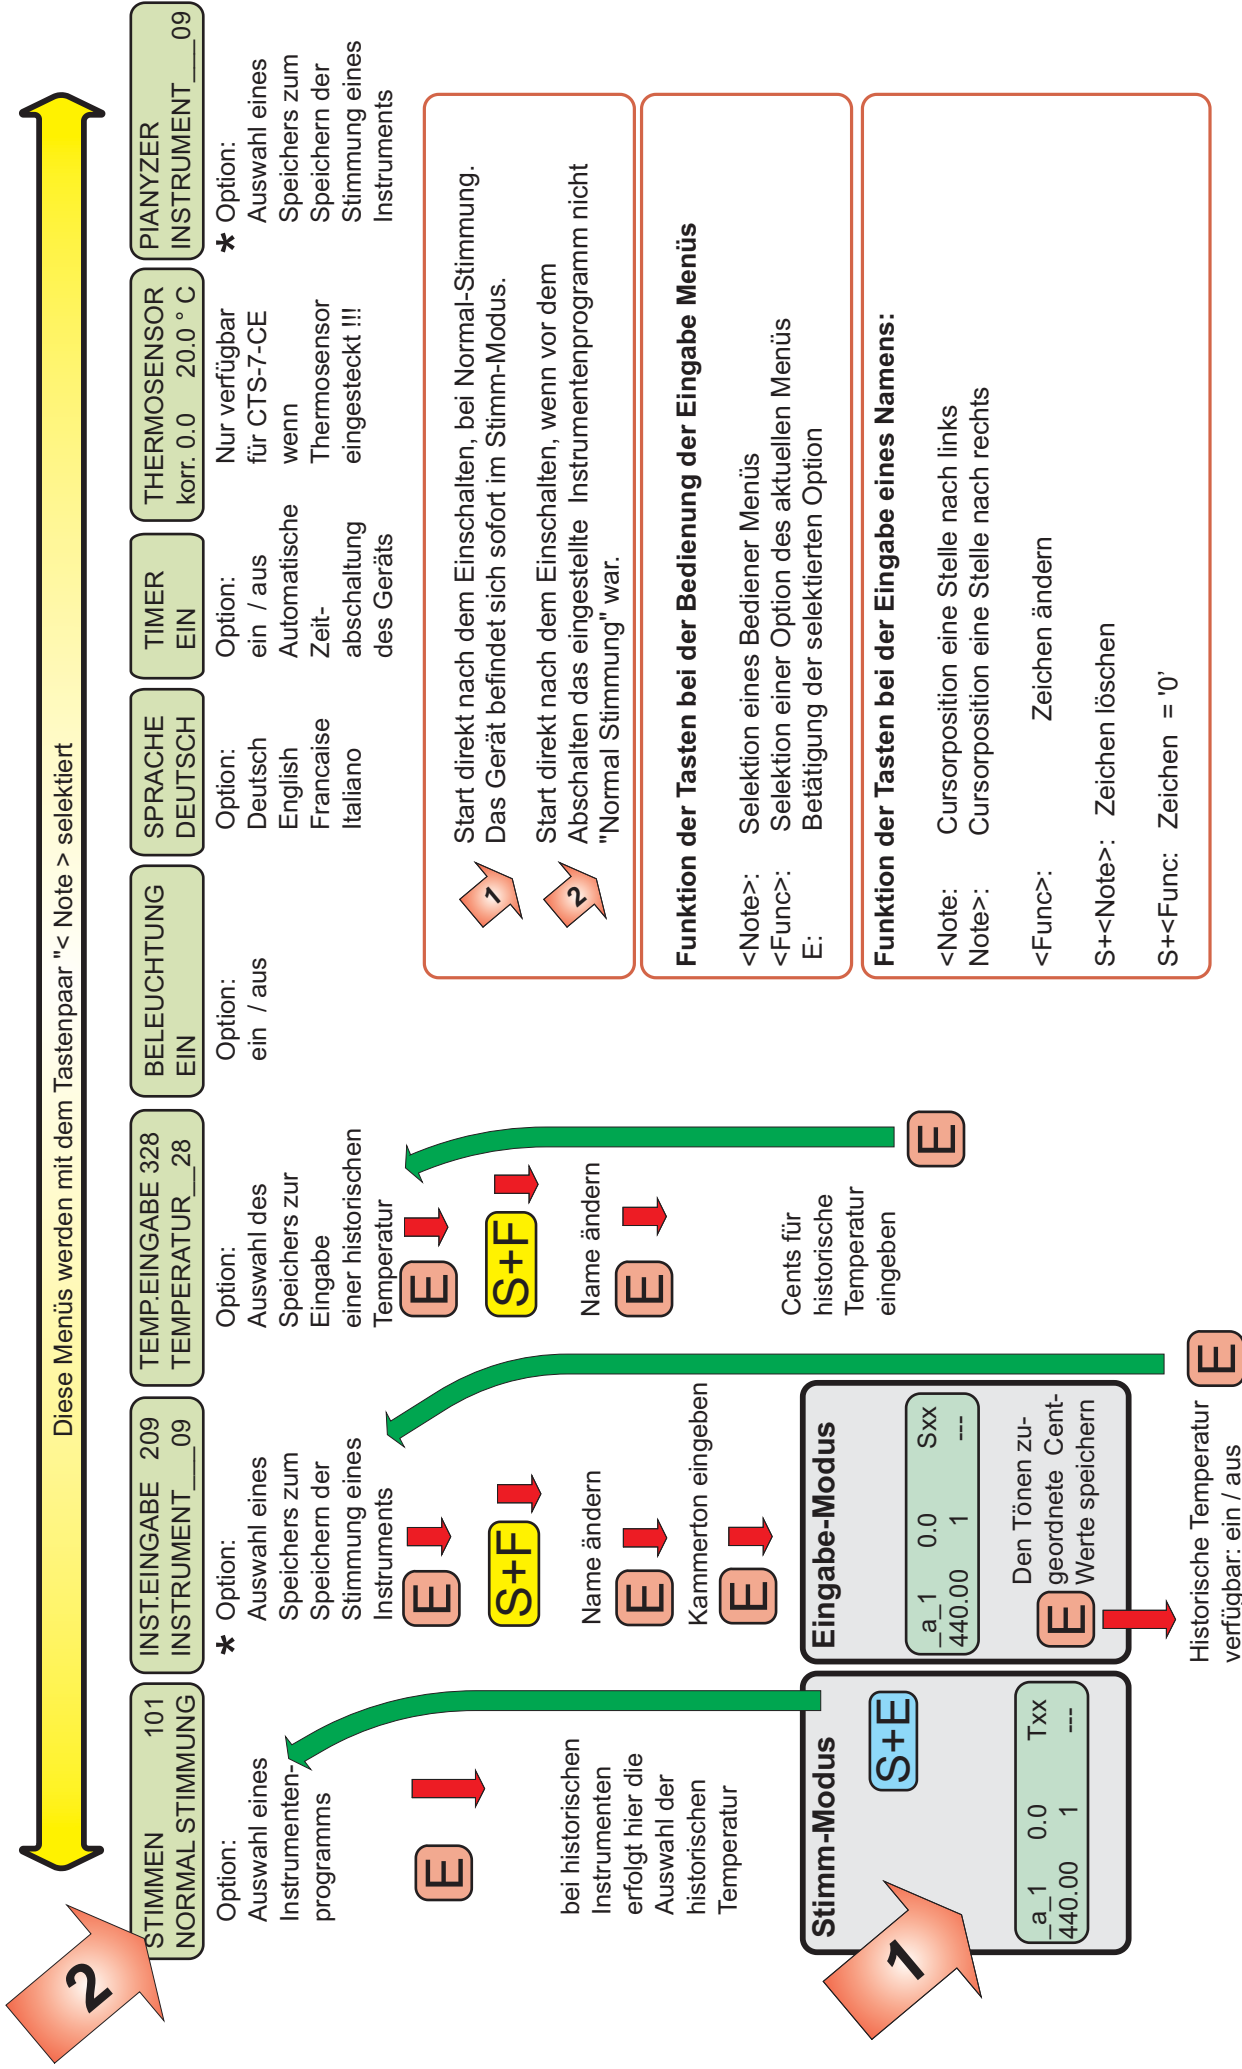 Diese Menüs werden mit dem Tastenpaar "< Note > selektiert
2
STIMMEN 101
NORMAL STIMMUNG
Option:
Auswahl eines
Instrumenten-
programms
E
bei historischen
Instrumenten
erfolgt hier die
Auswahl der
historischen
Temperatur
Stimm-Modus
S+E
1
_a_1 0.0 Txx
440.00 1 ---
INST.EINGABE 209
INSTRUMENT___09
* Option:
Auswahl eines
Speichers zum
Speichern der
Stimmung eines
Instruments
E
S+F
Name ändern
E
Kammerton eingeben
E
Eingabe-Modus
_a_1 0.0 Sxx
440.00 1 ---
Den Tönen zu-
geordnete Cent-
Werte speichern
E
Historische Temperatur
verfügbar: ein / aus
E
TEMP.EINGABE 328
TEMPERATUR__28
Option:
Auswahl des
Speichers zur
Eingabe
einer historischen
Temperatur
E
S+F
Name ändern
E
Cents für
historische
Temperatur
eingeben
E
BELEUCHTUNG
EIN
Option:
ein / aus
SPRACHE
DEUTSCH
Option:
Deutsch
English
Francaise
Italiano
TIMER
EIN
Option:
ein / aus
Automatische
Zeit-
abschaltung
des Geräts
THERMOSENSOR
korr. 0.0 20.0 ° C
Nur verfügbar
für CTS-7-CE
wenn
Thermosensor
eingesteckt !!!
PIANYZER
INSTRUMENT___09
* Option:
Auswahl eines
Speichers zum
Speichern der
Stimmung eines
Instruments
1
Start direkt nach dem Einschalten, bei Normal-Stimmung.
Das Gerät befindet sich sofort im Stimm-Modus.
2
Start direkt nach dem Einschalten, wenn vor dem
Abschalten das eingestellte Instrumentenprogramm nicht
"Normal Stimmung" war.
Funktion der Tasten bei der Bedienung der Eingabe Menüs
<Note>: Selektion eines Bediener Menüs
<Func>: Selektion einer Option des aktuellen Menüs
E: Betätigung der selektierten Option
Funktion der Tasten bei der Eingabe eines Namens:
<Note: Cursorposition eine Stelle nach links
Note>: Cursorposition eine Stelle nach rechts
<Func>: Zeichen ändern
S+<Note>: Zeichen löschen
S+<Func: Zeichen = '0'